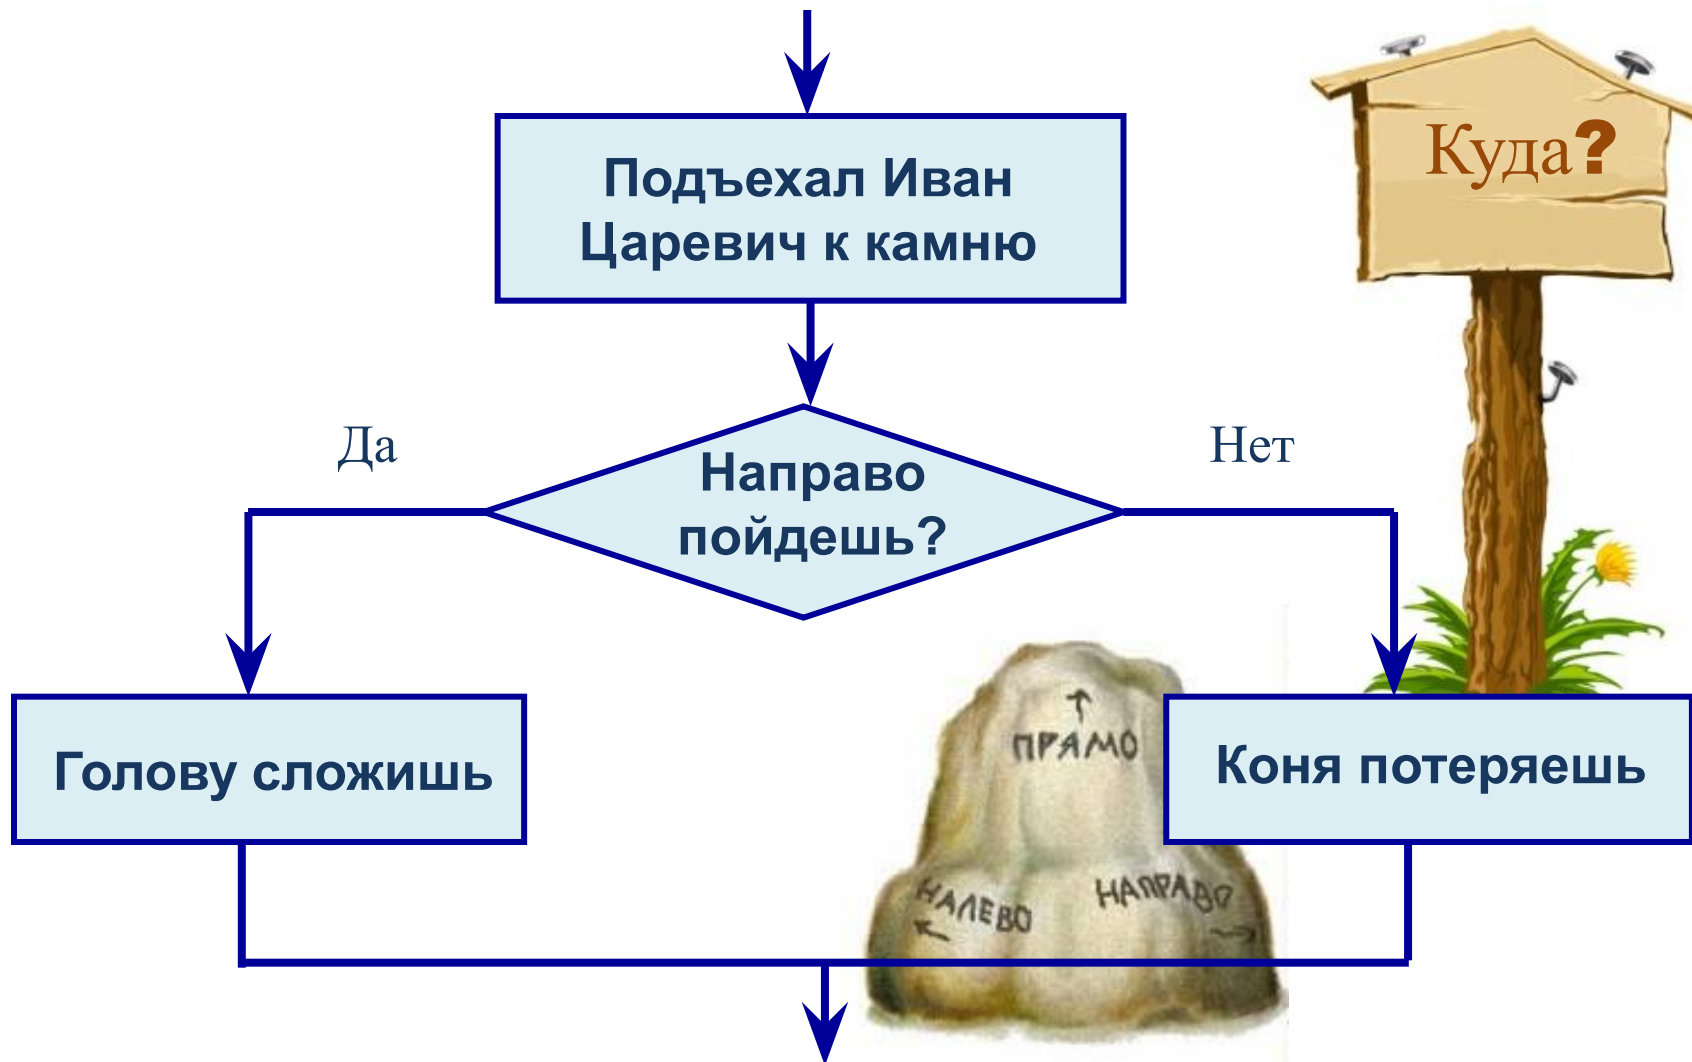 Куда?
Подъехал Иван
Царевич к камню
Да
Нет
Направо
пойдешь?
Голову сложишь
Коня потеряешь
ПРЯМО
НАЛЕВО
НАПРАВО